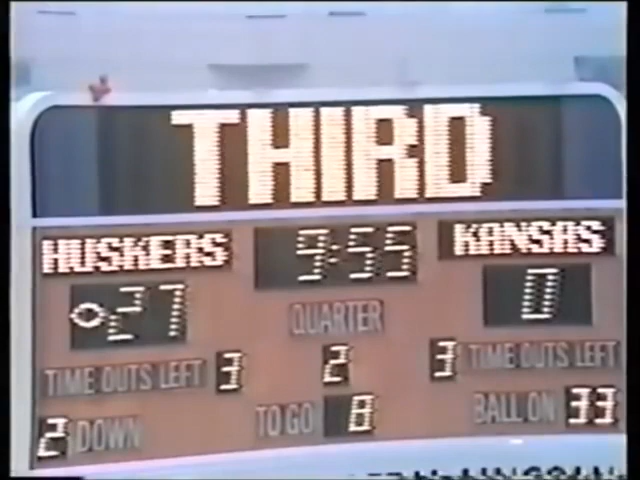 THIRD
HUSKERS 9:55 KANSAS
27 QUARTER 0
TIME OUTS LEFT 3 2 3 TIME OUTS LEFT
2 DOWN TO GO 8 BALL ON 33